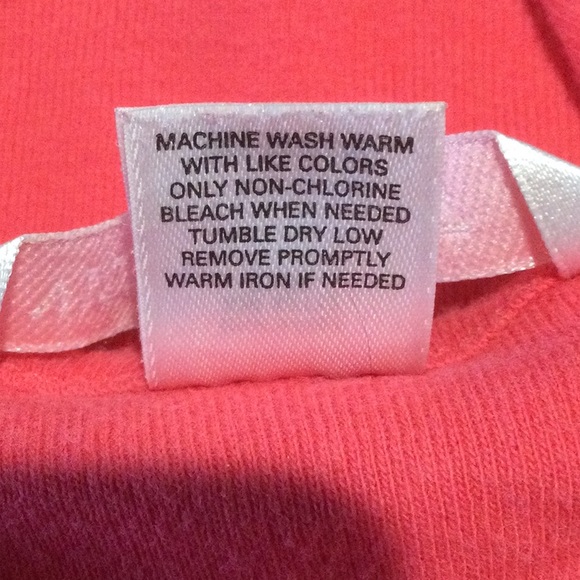 MACHINE WASH WARM
WITH LIKE COLORS
ONLY NON-CHLORINE
BLEACH WHEN NEEDED
TUMBLE DRY LOW
REMOVE PROMPTLY
WARM IRON IF NEEDED